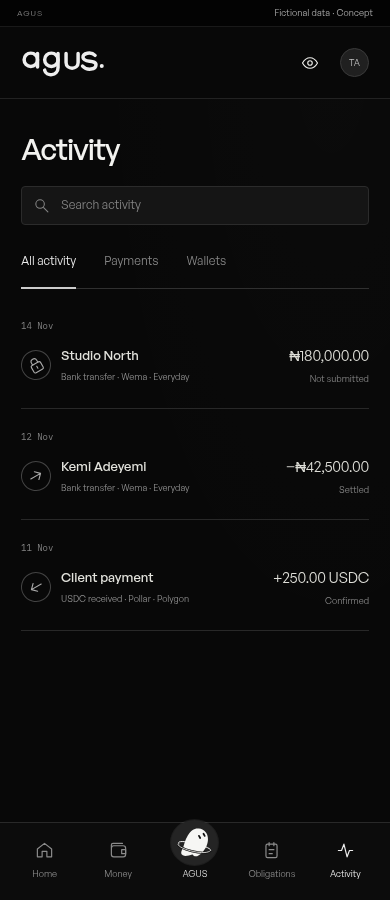 AGUS
Fictional data · Concept
agus.
TA
Activity
Search activity
All activity
Payments
Wallets
14 Nov
Studio North
₦180,000.00
Bank transfer · Wema · Everyday
Not submitted
12 Nov
Kemi Adeyemi
−₦42,500.00
Bank transfer · Wema · Everyday
Settled
11 Nov
Client payment
+250.00 USDC
USDC received · Pollar · Polygon
Confirmed
Home
Money
AGUS
Obligations
Activity